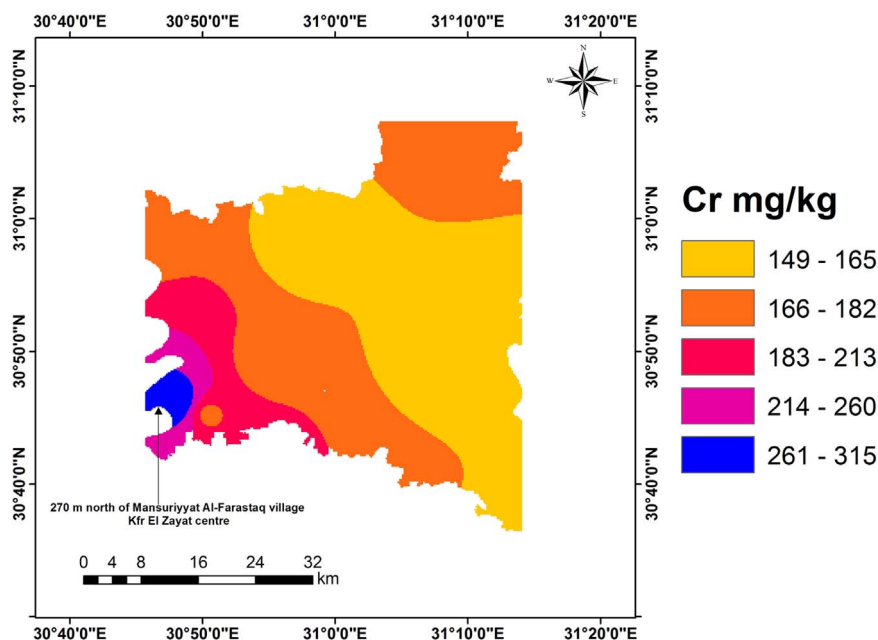 30°40'0"E 30°50'0"E 31°0'0"E 31°10'0"E 31°20'0"E
31°10'0"N
31°0'0"N
30°50'0"N
30°40'0"N
N
W E
S
31°10'0"N
31°0'0"N
30°50'0"N
30°40'0"N
270 m north of Mansuriyyat Al-Farastaq village
Kfr El Zayat centre
0 4 8 16 24 32
km
30°40'0"E 30°50'0"E 31°0'0"E 31°10'0"E 31°20'0"E
Cr mg/kg
149 - 165
166 - 182
183 - 213
214 - 260
261 - 315